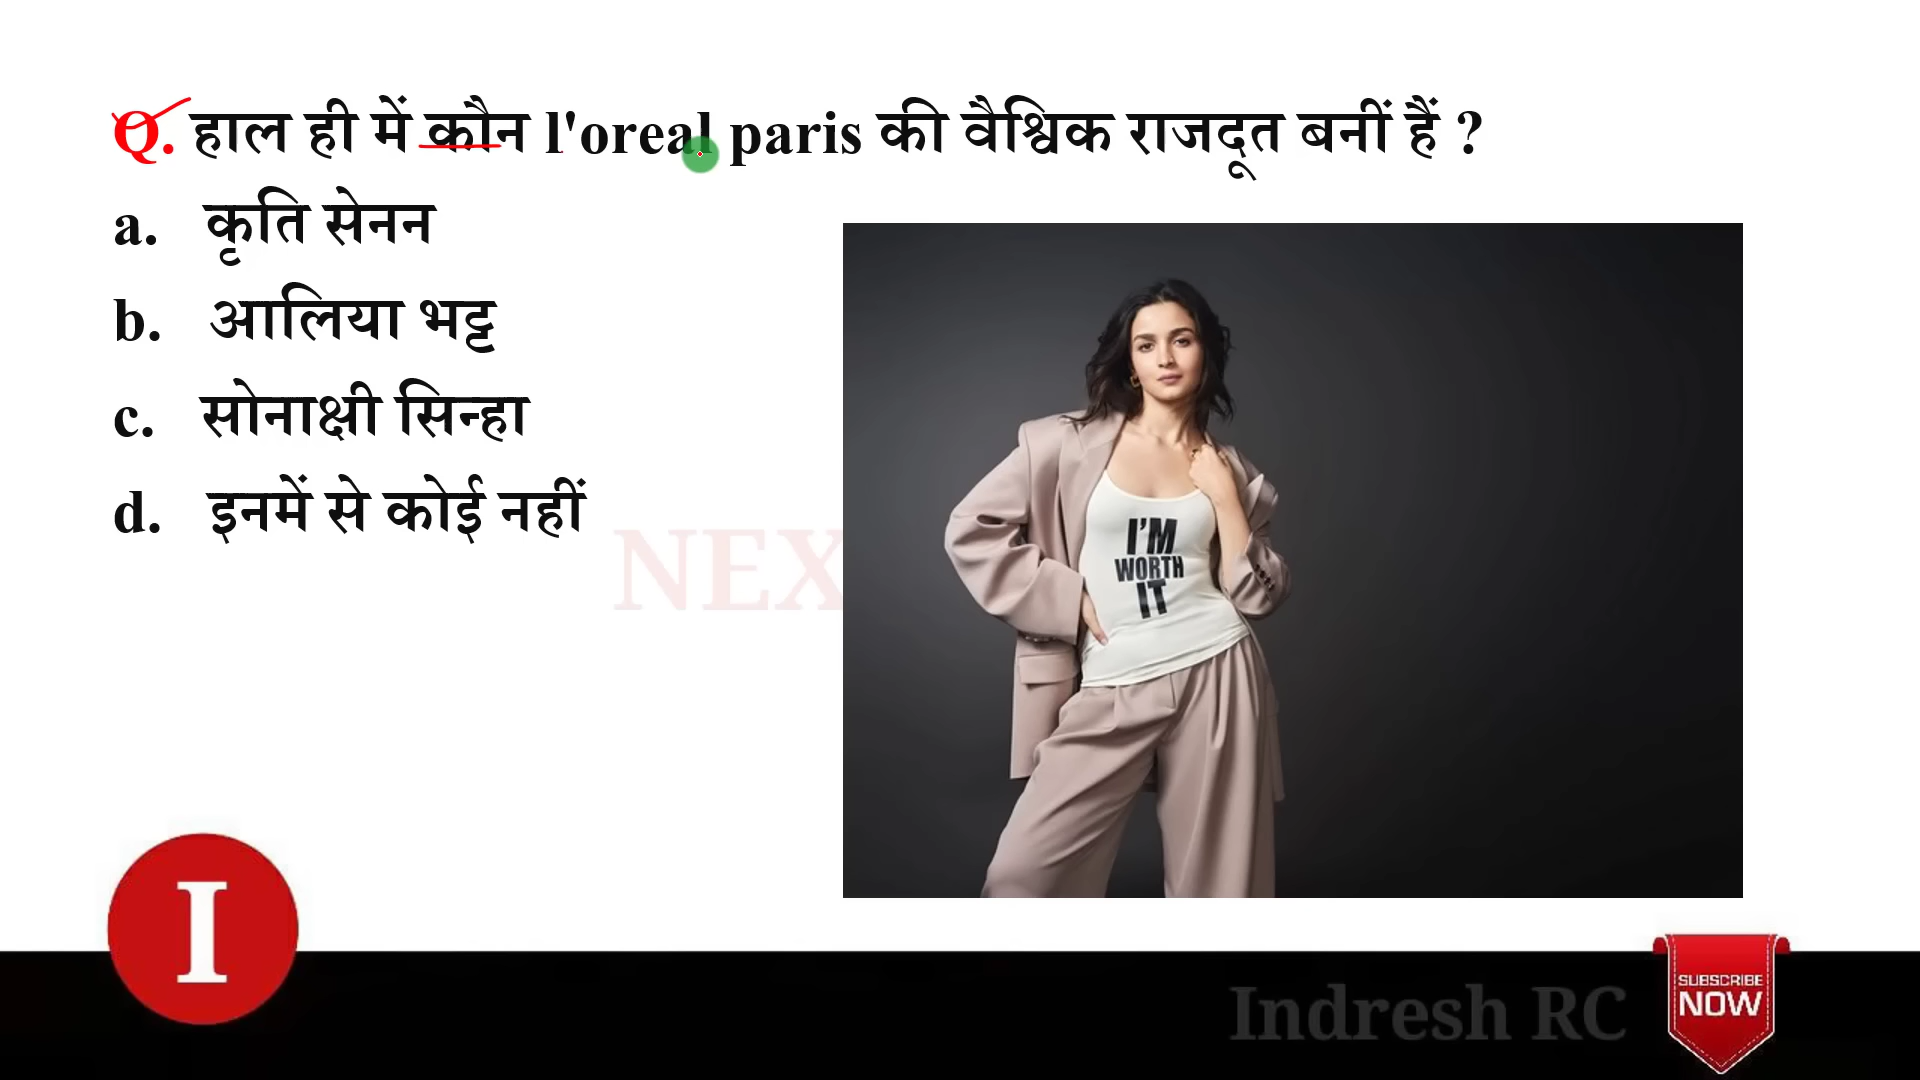 Q. हाल ही में कौन l'oreal paris की वैश्विक राजदूत बनीं हैं ?
a. कृति सेनन
b. आलिया भट्ट
c. सोनाक्षी सिन्हा
d. इनमें से कोई नहीं
NEX
I'M
WORTH
IT
I
Indresh RC
SUBSCRIBE
NOW